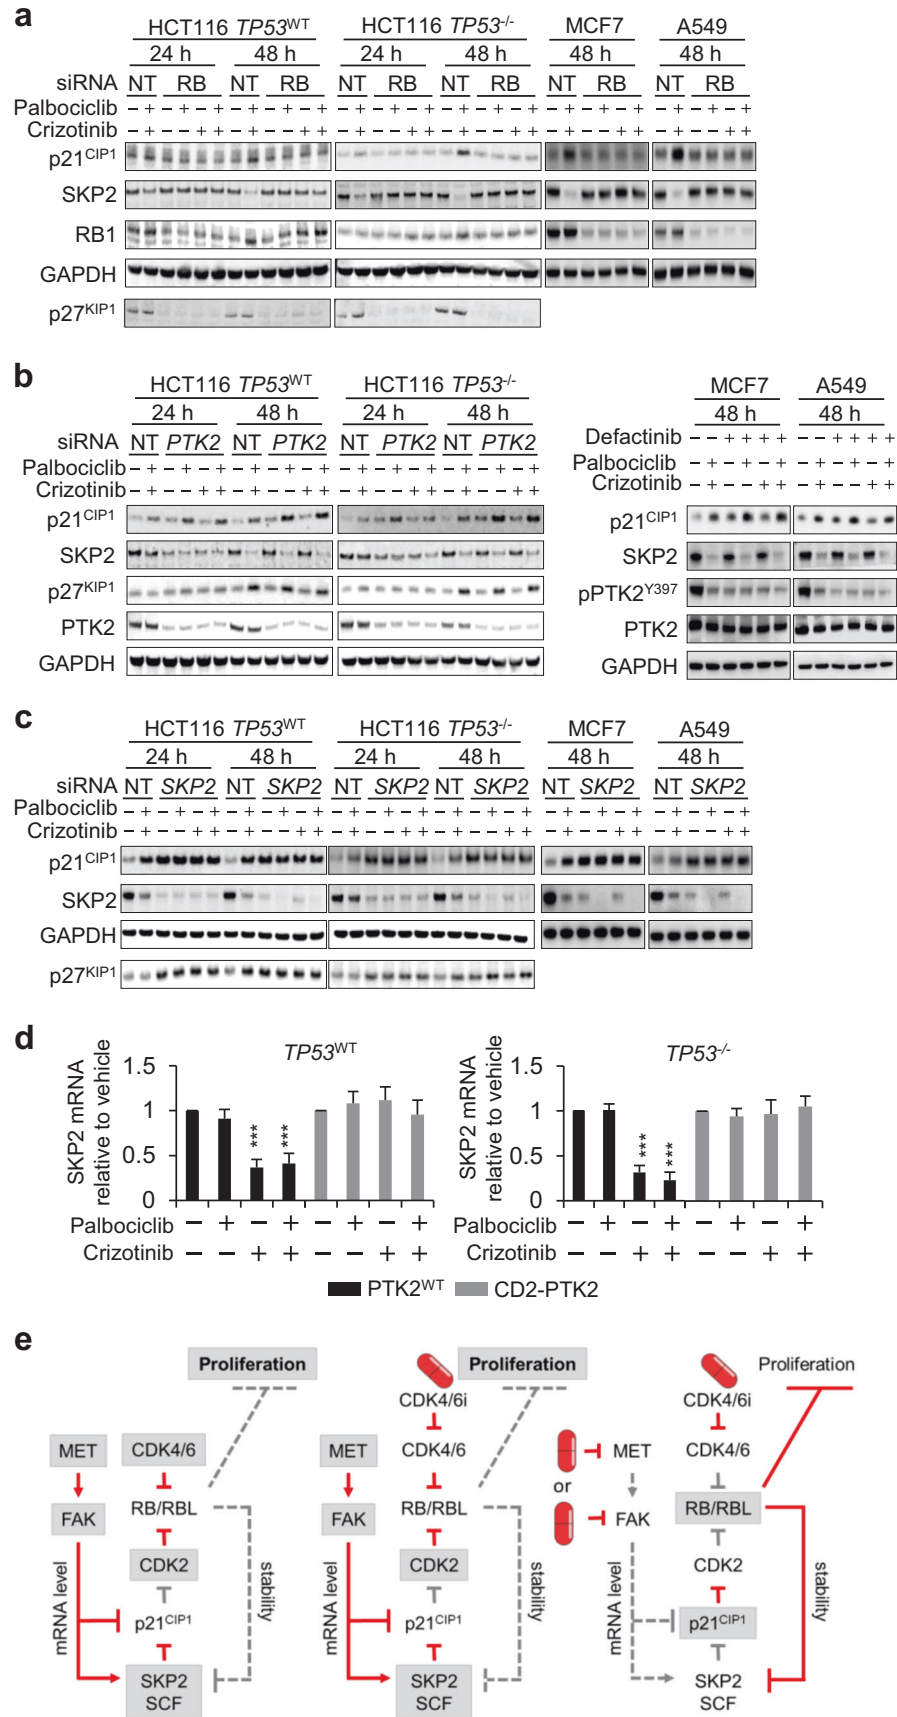 a
HCT116 TP53WT HCT116 TP53-/- MCF7 A549
24 h 48 h 24 h 48 h 48 h 48 h
siRNA NT RB NT RB NT RB NT RB NT RB NT RB
Palbociclib − + − + − + − + − + − + − + − + − + − + − + − + − + − + − + − + − + − +
Crizotinib − + − − + + − + − − + + − + − − + + − + − − + + − + − − + + − + − − + +
p21CIP1
SKP2
RB1
GAPDH
p27KIP1
b
HCT116 TP53WT HCT116 TP53-/-
24 h 48 h 24 h 48 h
siRNA NT PTK2 NT PTK2 NT PTK2 NT PTK2
Palbociclib − + − + − + − + − + − + − + − + − + − + − + − +
Crizotinib − + − − + + − + − − + + − + − − + + − + − − + +
p21CIP1
SKP2
p27KIP1
PTK2
GAPDH
MCF7 A549
48 h 48 h
Defactinib − − + + + + − − + + + +
Palbociclib − + − + − + − + − + − +
Crizotinib − + − − + + − + − − + +
p21CIP1
SKP2
pPTK2Y397
PTK2
GAPDH
c
HCT116 TP53WT HCT116 TP53-/- MCF7 A549
24 h 48 h 24 h 48 h 48 h 48 h
siRNA NT SKP2 NT SKP2 NT SKP2 NT SKP2 NT SKP2 NT SKP2
Palbociclib − + − + − + − + − + − + − + − + − + − + − + − + − + − + − + − + − + − +
Crizotinib − + − − + + − + − − + + − + − − + + − + − − + + − + − − + + − + − − + +
p21CIP1
SKP2
GAPDH
p27KIP1
d
TP53WT
SKP2 mRNA
relative to vehicle
1.5
1
0.5
0
***
***
Palbociclib − + − + − + − +
Crizotinib − − + + − − + +
TP53-/-
SKP2 mRNA
relative to vehicle
1.5
1
0.5
0
***
***
Palbociclib − + − + − + − +
Crizotinib − − + + − − + +
PTK2WT CD2-PTK2
e
Proliferation
MET
CDK4/6
FAK
RB/RBL
CDK2
mRNA level
stability
p21CIP1
SKP2
SCF
Proliferation
CDK4/6i
MET
CDK4/6
FAK
RB/RBL
CDK2
mRNA level
stability
p21CIP1
SKP2
SCF
Proliferation
CDK4/6i
MET
CDK4/6
or
FAK
RB/RBL
CDK2
mRNA level
stability
p21CIP1
SKP2
SCF